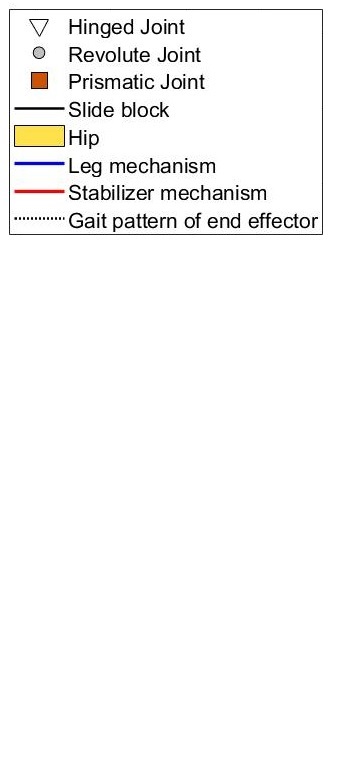 Hinged Joint
Revolute Joint
Prismatic Joint
Slide block
Hip
Leg mechanism
Stabilizer mechanism
Gait pattern of end effector